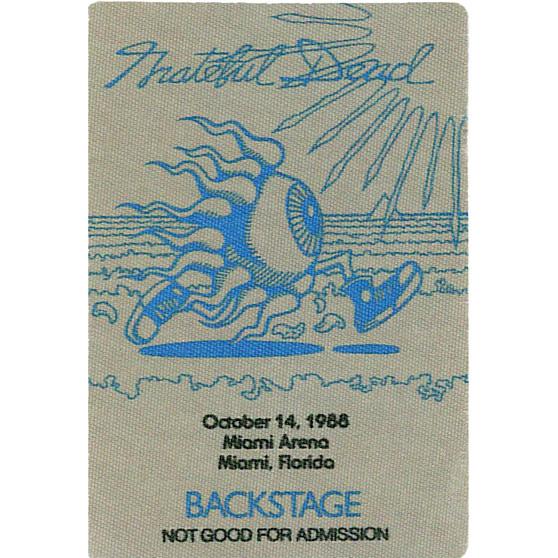 Grateful Dead
October 14, 1988
Miami Arena
Miami, Florida
BACKSTAGE
NOT GOOD FOR ADMISSION